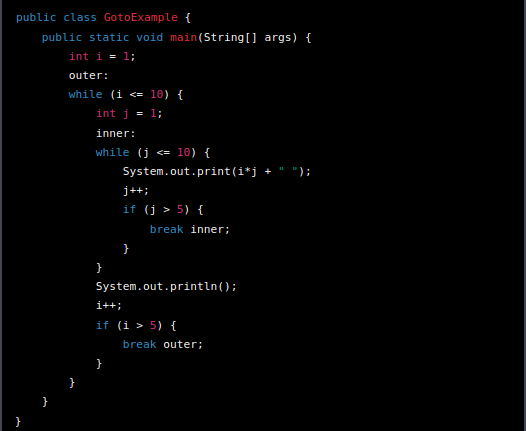 public class GotoExample {
    public static void main(String[] args) {
        int i = 1;
        outer:
        while (i <= 10) {
            int j = 1;
            inner:
            while (j <= 10) {
                System.out.print(i*j + " ");
                j++;
                if (j > 5) {
                    break inner;
                }
            }
            System.out.println();
            i++;
            if (i > 5) {
                break outer;
            }
        }
    }
}